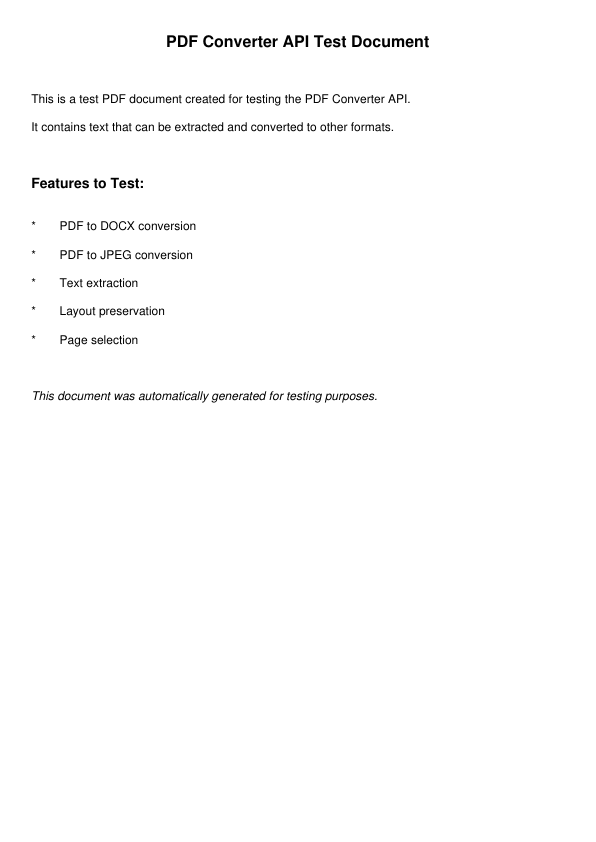 PDF Converter API Test Document
This is a test PDF document created for testing the PDF Converter API.
It contains text that can be extracted and converted to other formats.
Features to Test:
* PDF to DOCX conversion
* PDF to JPEG conversion
* Text extraction
* Layout preservation
* Page selection
This document was automatically generated for testing purposes.